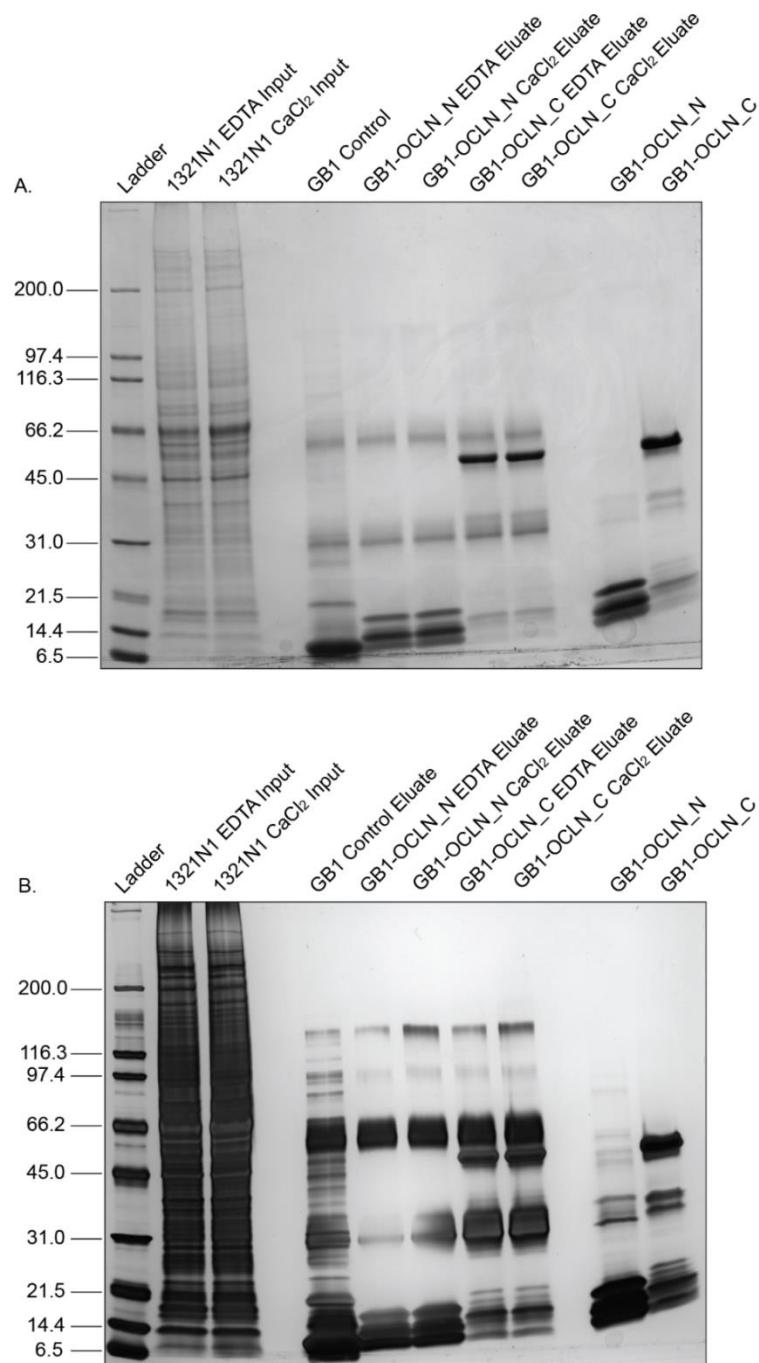 A.
Ladder
1321N1 EDTA Input
1321N1 CaCl₂ Input
GB1 Control
GB1-OCLN_N EDTA Eluate
GB1-OCLN_N CaCl₂ Eluate
GB1-OCLN_C EDTA Eluate
GB1-OCLN_C CaCl₂ Eluate
GB1-OCLN_N
GB1-OCLN_C
200.0
97.4
116.3
66.2
45.0
31.0
21.5
14.4
6.5
B.
Ladder
1321N1 EDTA Input
1321N1 CaCl₂ Input
GB1 Control Eluate
GB1-OCLN_N EDTA Eluate
GB1-OCLN_N CaCl₂ Eluate
GB1-OCLN_C EDTA Eluate
GB1-OCLN_C CaCl₂ Eluate
GB1-OCLN_N
GB1-OCLN_C
200.0
116.3
97.4
66.2
45.0
31.0
21.5
14.4
6.5